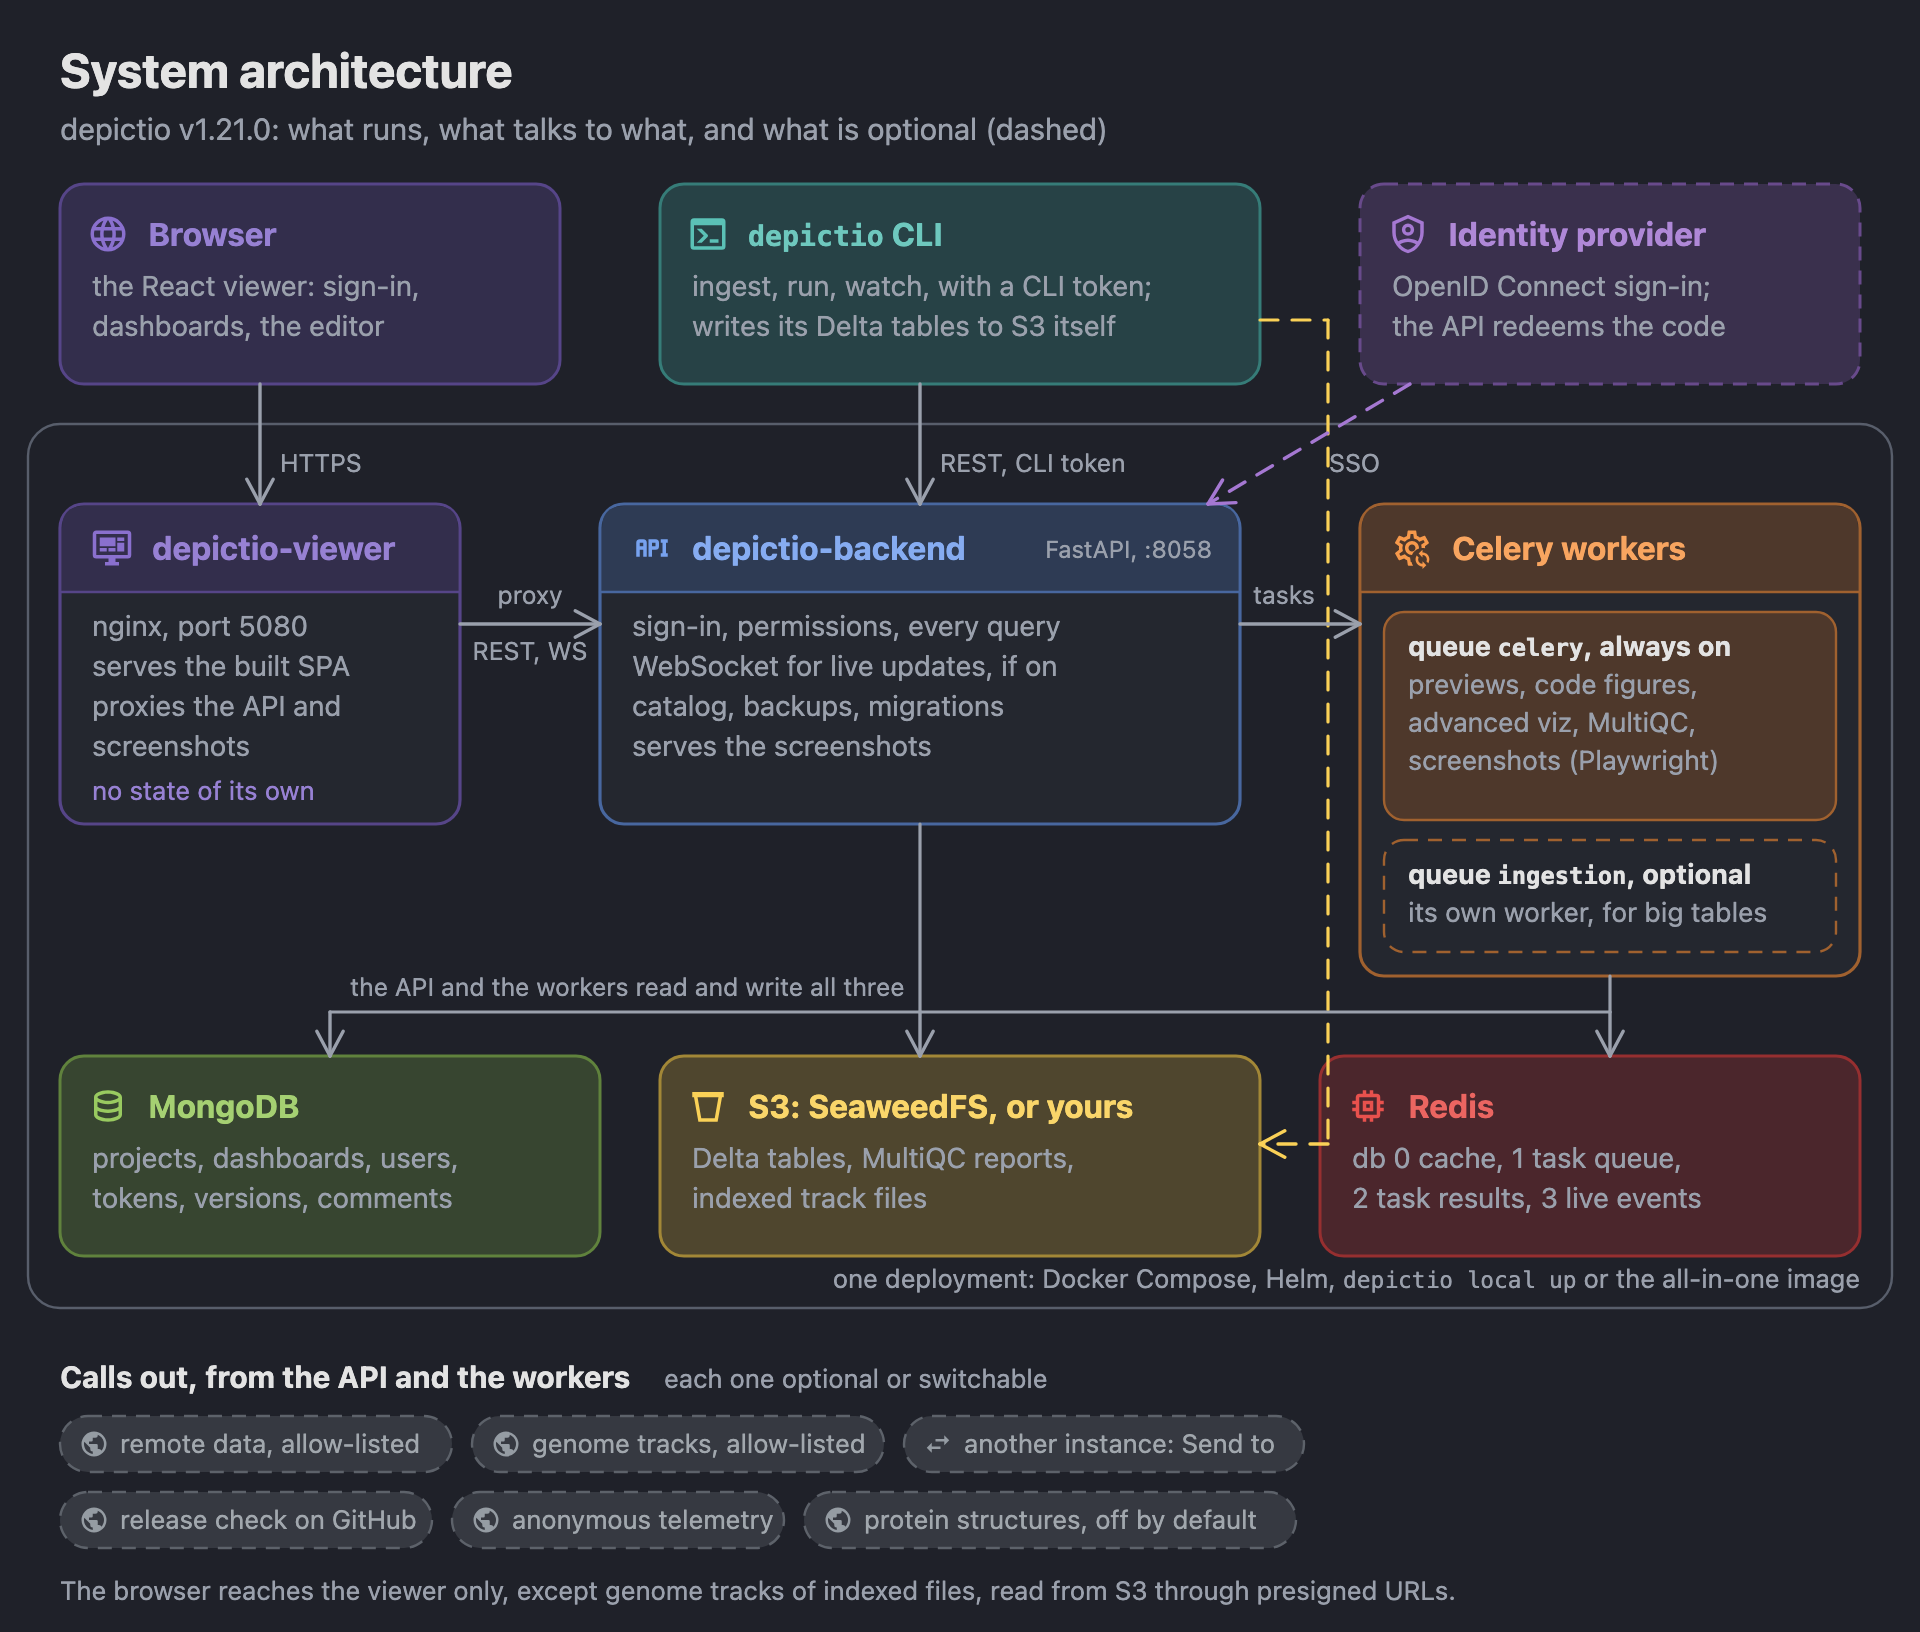 System architecture
depictio v1.21.0: what runs, what talks to what, and what is optional (dashed)
Browser
the React viewer: sign-in,
dashboards, the editor
depictio CLI
ingest, run, watch, with a CLI token;
writes its Delta tables to S3 itself
Identity provider
OpenID Connect sign-in;
the API redeems the code
HTTPS
REST, CLI token
SSO
depictio-viewer
nginx, port 5080
serves the built SPA
proxies the API and
screenshots
no state of its own
proxy
REST, WS
API depictio-backend FastAPI, :8058
sign-in, permissions, every query
WebSocket for live updates, if on
catalog, backups, migrations
serves the screenshots
tasks
Celery workers
queue celery, always on
previews, code figures,
advanced viz, MultiQC,
screenshots (Playwright)
queue ingestion, optional
its own worker, for big tables
the API and the workers read and write all three
MongoDB
projects, dashboards, users,
tokens, versions, comments
S3: SeaweedFS, or yours
Delta tables, MultiQC reports,
indexed track files
Redis
db 0 cache, 1 task queue,
2 task results, 3 live events
one deployment: Docker Compose, Helm, depictio local up or the all-in-one image
Calls out, from the API and the workers each one optional or switchable
remote data, allow-listed
genome tracks, allow-listed
another instance: Send to
release check on GitHub
anonymous telemetry
protein structures, off by default
The browser reaches the viewer only, except genome tracks of indexed files, read from S3 through presigned URLs.